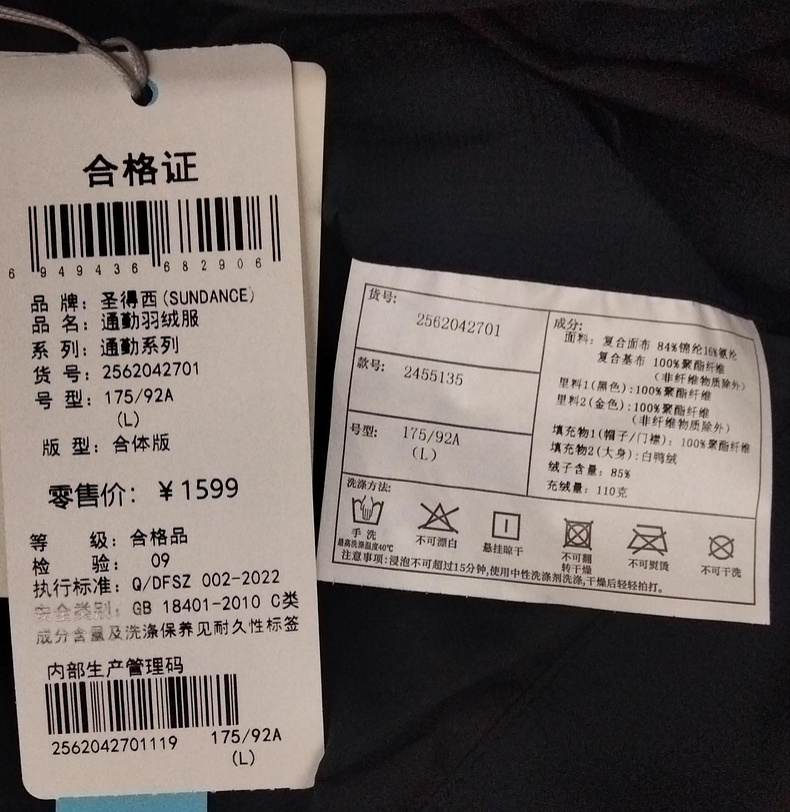 合格证
6 949436 682906
品 牌：圣得西(SUNDANCE)
品 名：通勤羽绒服
系 列：通勤系列
货 号：2562042701
号 型：175/92A
(L)
版 型：合体版
零售价：￥1599
等 级：合格品
检 验：09
执行标准：Q/DFSZ 002-2022
安全类别：GB 18401-2010 C类
成分含量及洗涤保养见耐久性标签
内部生产管理码
2562042701119 175/92A
(L)
货号：
2562042701
款号：
2455135
号型：
175/92A
(L)
成分：
面料：复合面布 84%锦纶16%氨纶
复合基布 100%聚酯纤维
(非纤维物质除外)
里料1(黑色)：100%聚酯纤维
里料2(金色)：100%聚酯纤维
(非纤维物质除外)
填充物1(帽子/门襟)：100%聚酯纤维
填充物2(大身)：白鸭绒
绒子含量：85%
充绒量：110克
洗涤方法：
手 洗
最高洗涤温度40℃
不可漂白
悬挂晾干
不可翻
转干燥
不可熨烫
不可干洗
注意事项：浸泡不可超过15分钟,使用中性洗涤剂洗涤,干燥后轻轻拍打。